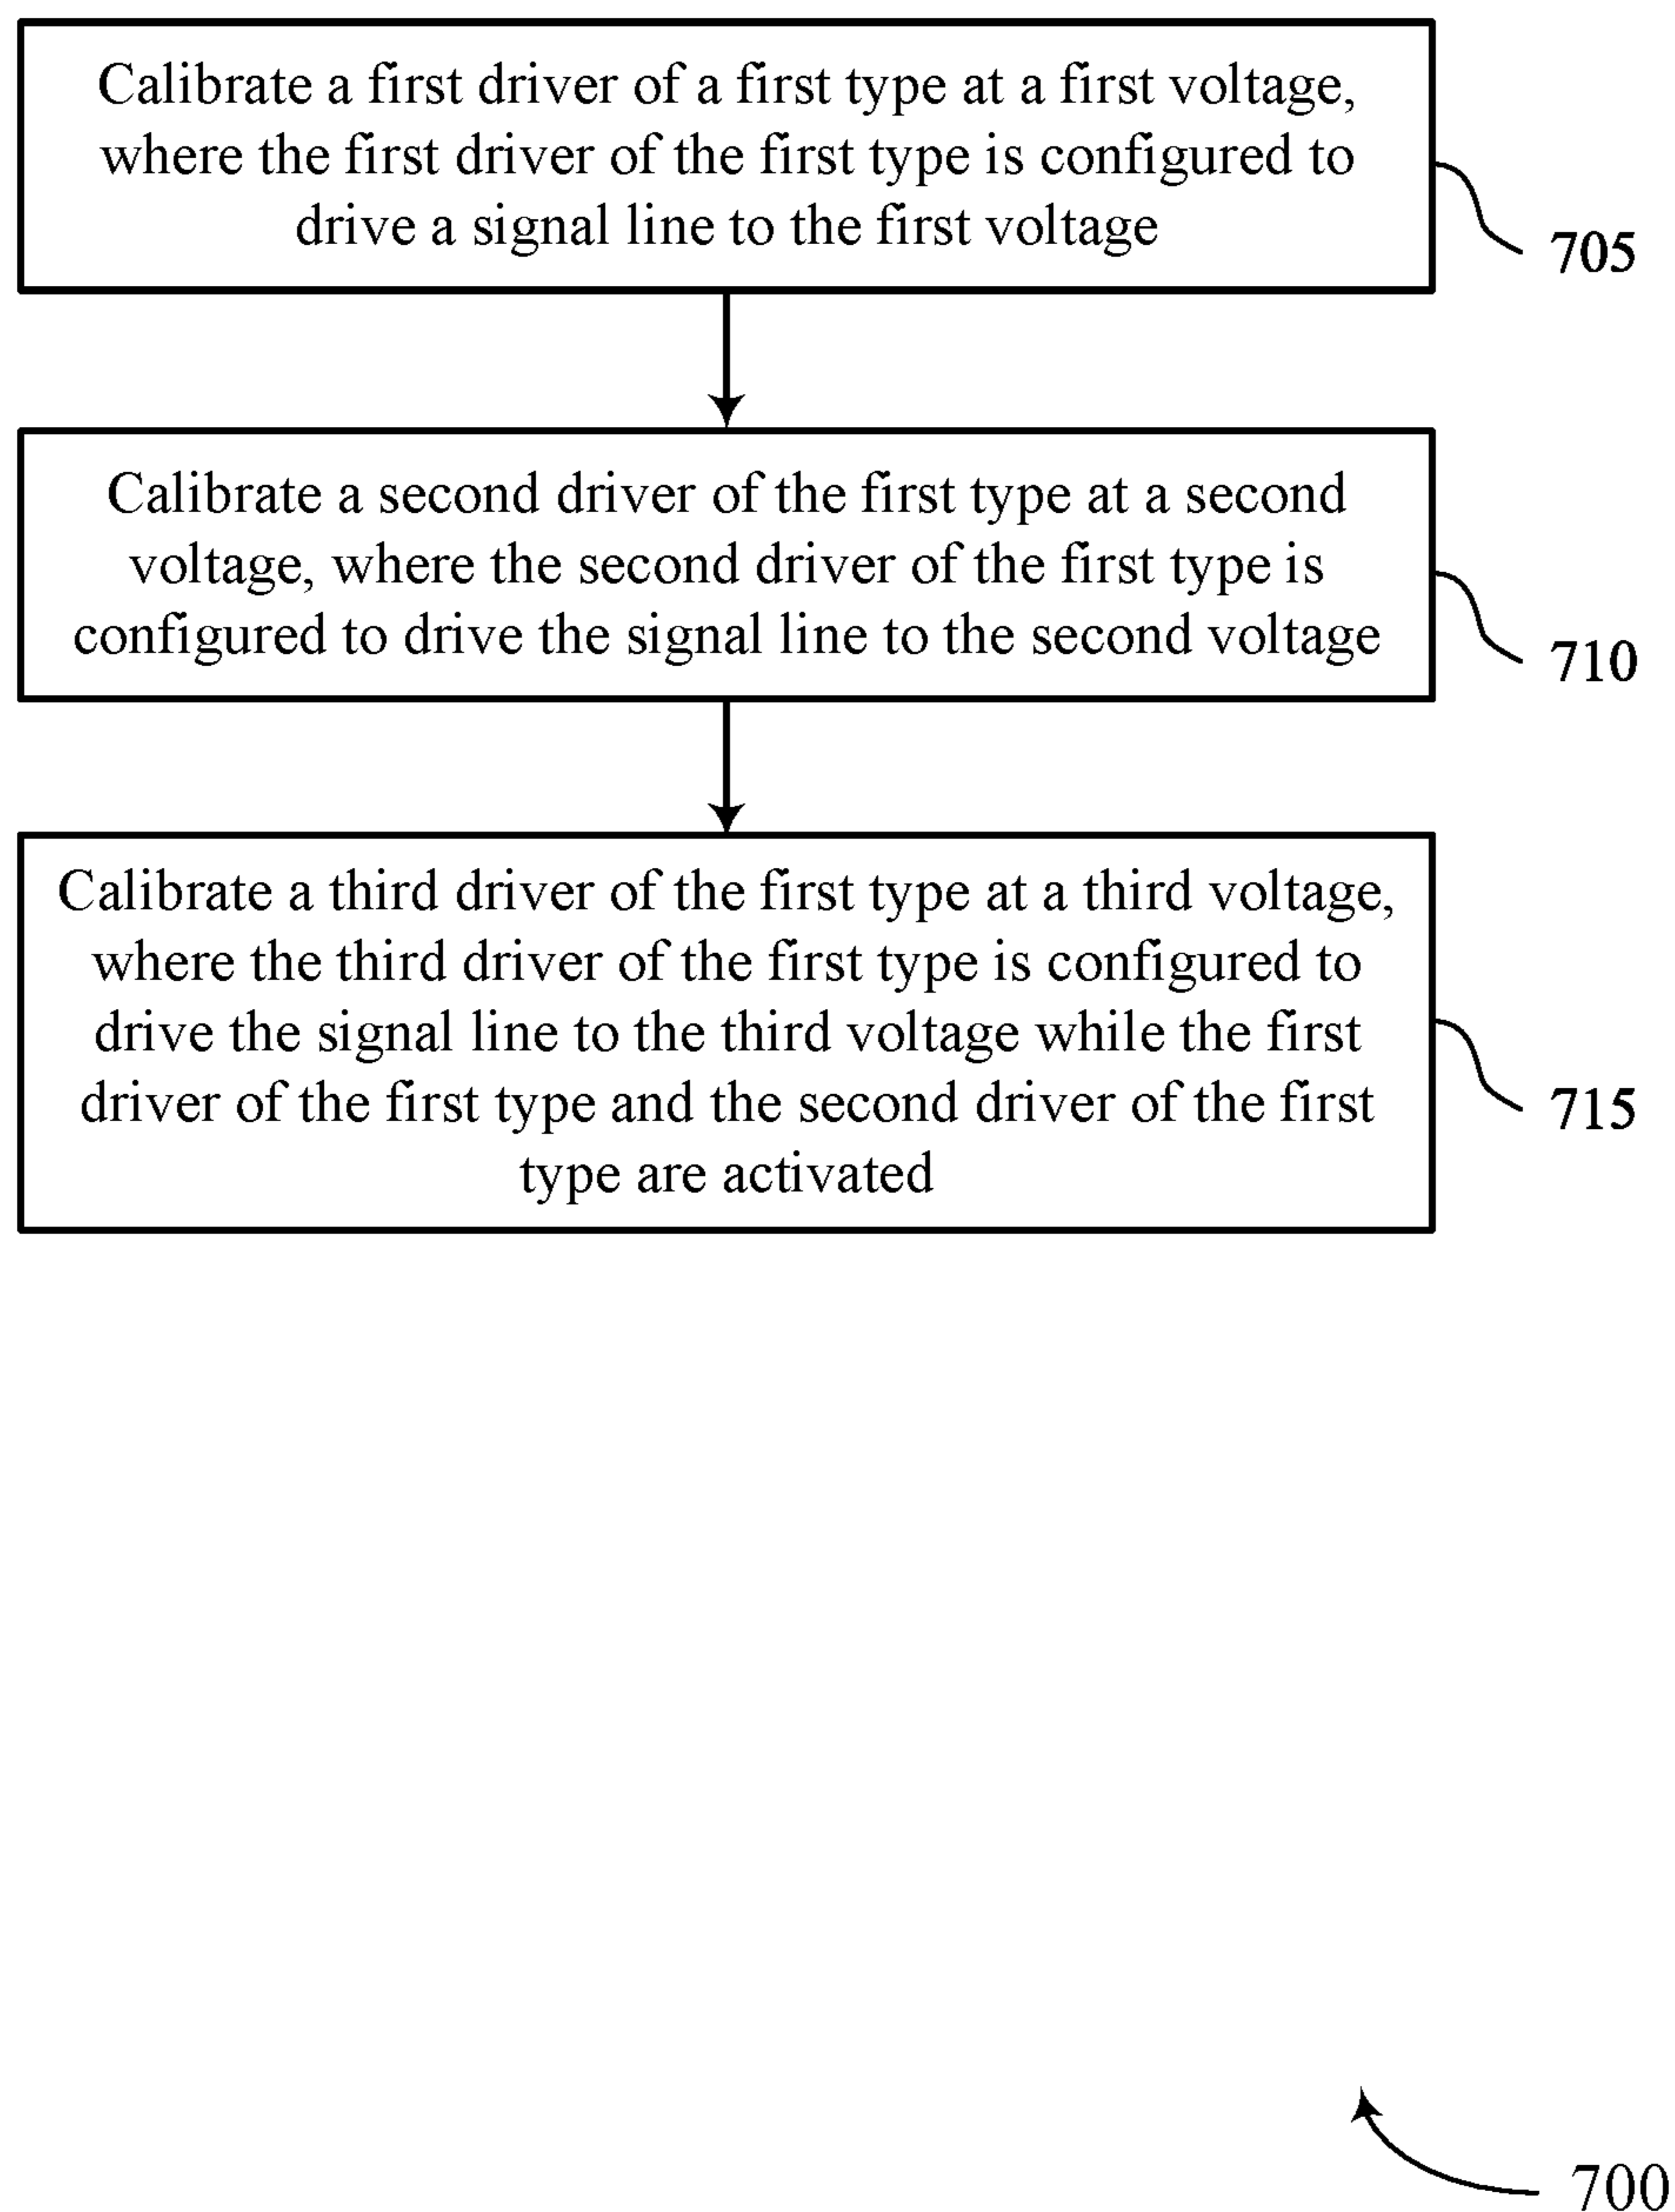 Calibrate a first driver of a first type at a first voltage,
where the first driver of the first type is configured to
drive a signal line to the first voltage
705
Calibrate a second driver of the first type at a second
voltage, where the second driver of the first type is
configured to drive the signal line to the second voltage
710
Calibrate a third driver of the first type at a third voltage,
where the third driver of the first type is configured to
drive the signal line to the third voltage while the first
driver of the first type and the second driver of the first
type are activated
715
700